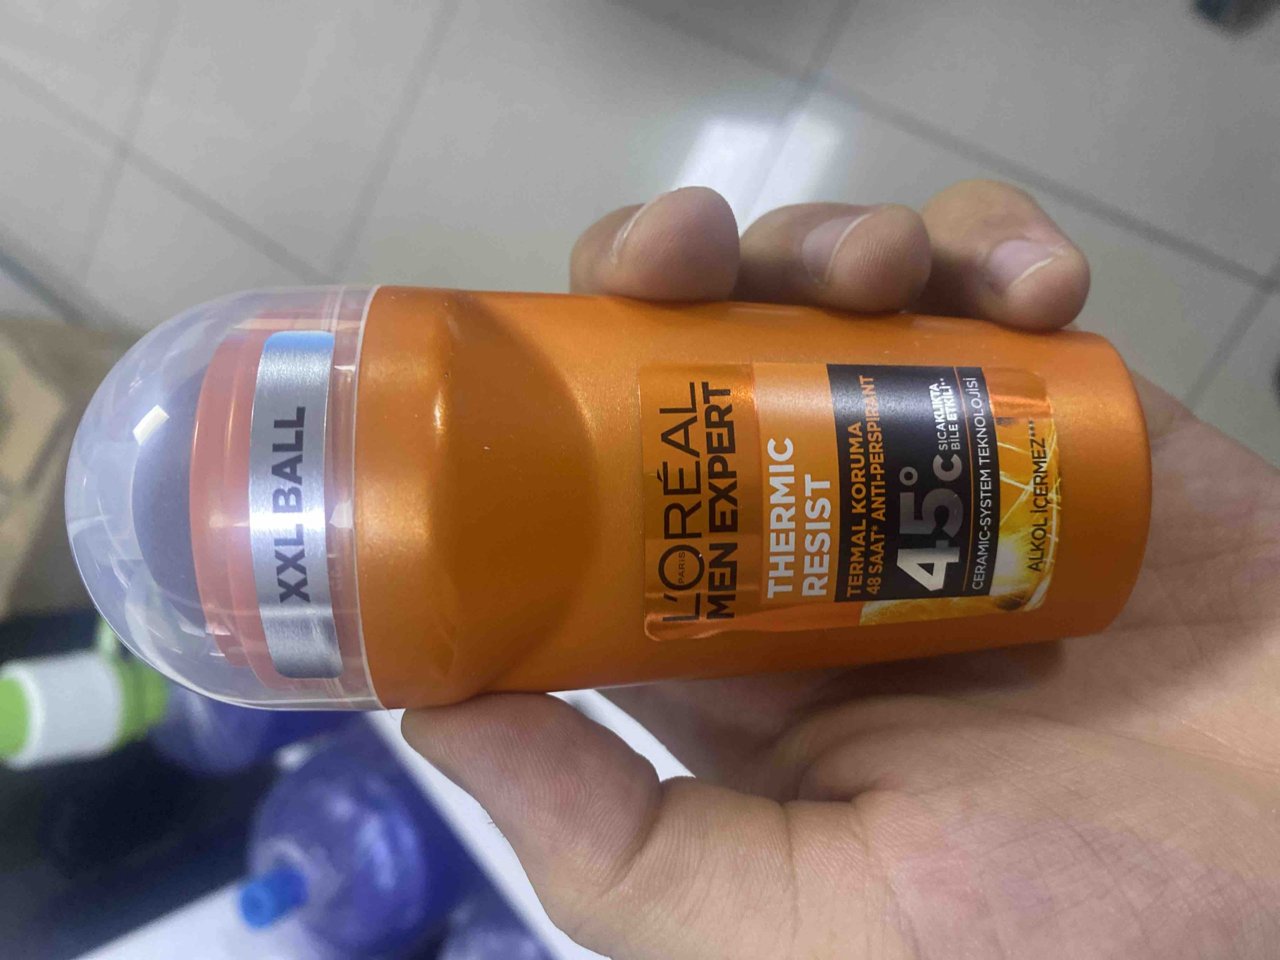 XXL BALL
L'ORÉAL
PARIS
MEN EXPERT
THERMIC
RESIST
TERMAL KORUMA
48 SAAT* ANTI-PERSPIRANT
45°C SICAKLIKTA
BİLE ETKİLİ**
CERAMIC-SYSTEM TEKNOLOJİSİ
ALKOL İÇERMEZ***